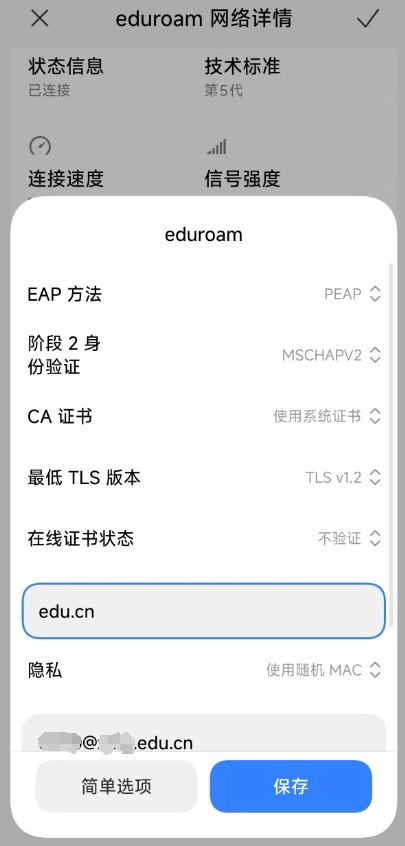 eduroam 网络详情
状态信息
技术标准
已连接
第5代
连接速度
信号强度
eduroam
EAP 方法
PEAP
阶段 2 身
份验证
MSCHAPV2
CA 证书
使用系统证书
最低 TLS 版本
TLS v1.2
在线证书状态
不验证
edu.cn
隐私
使用随机 MAC
@
.edu.cn
简单选项
保存